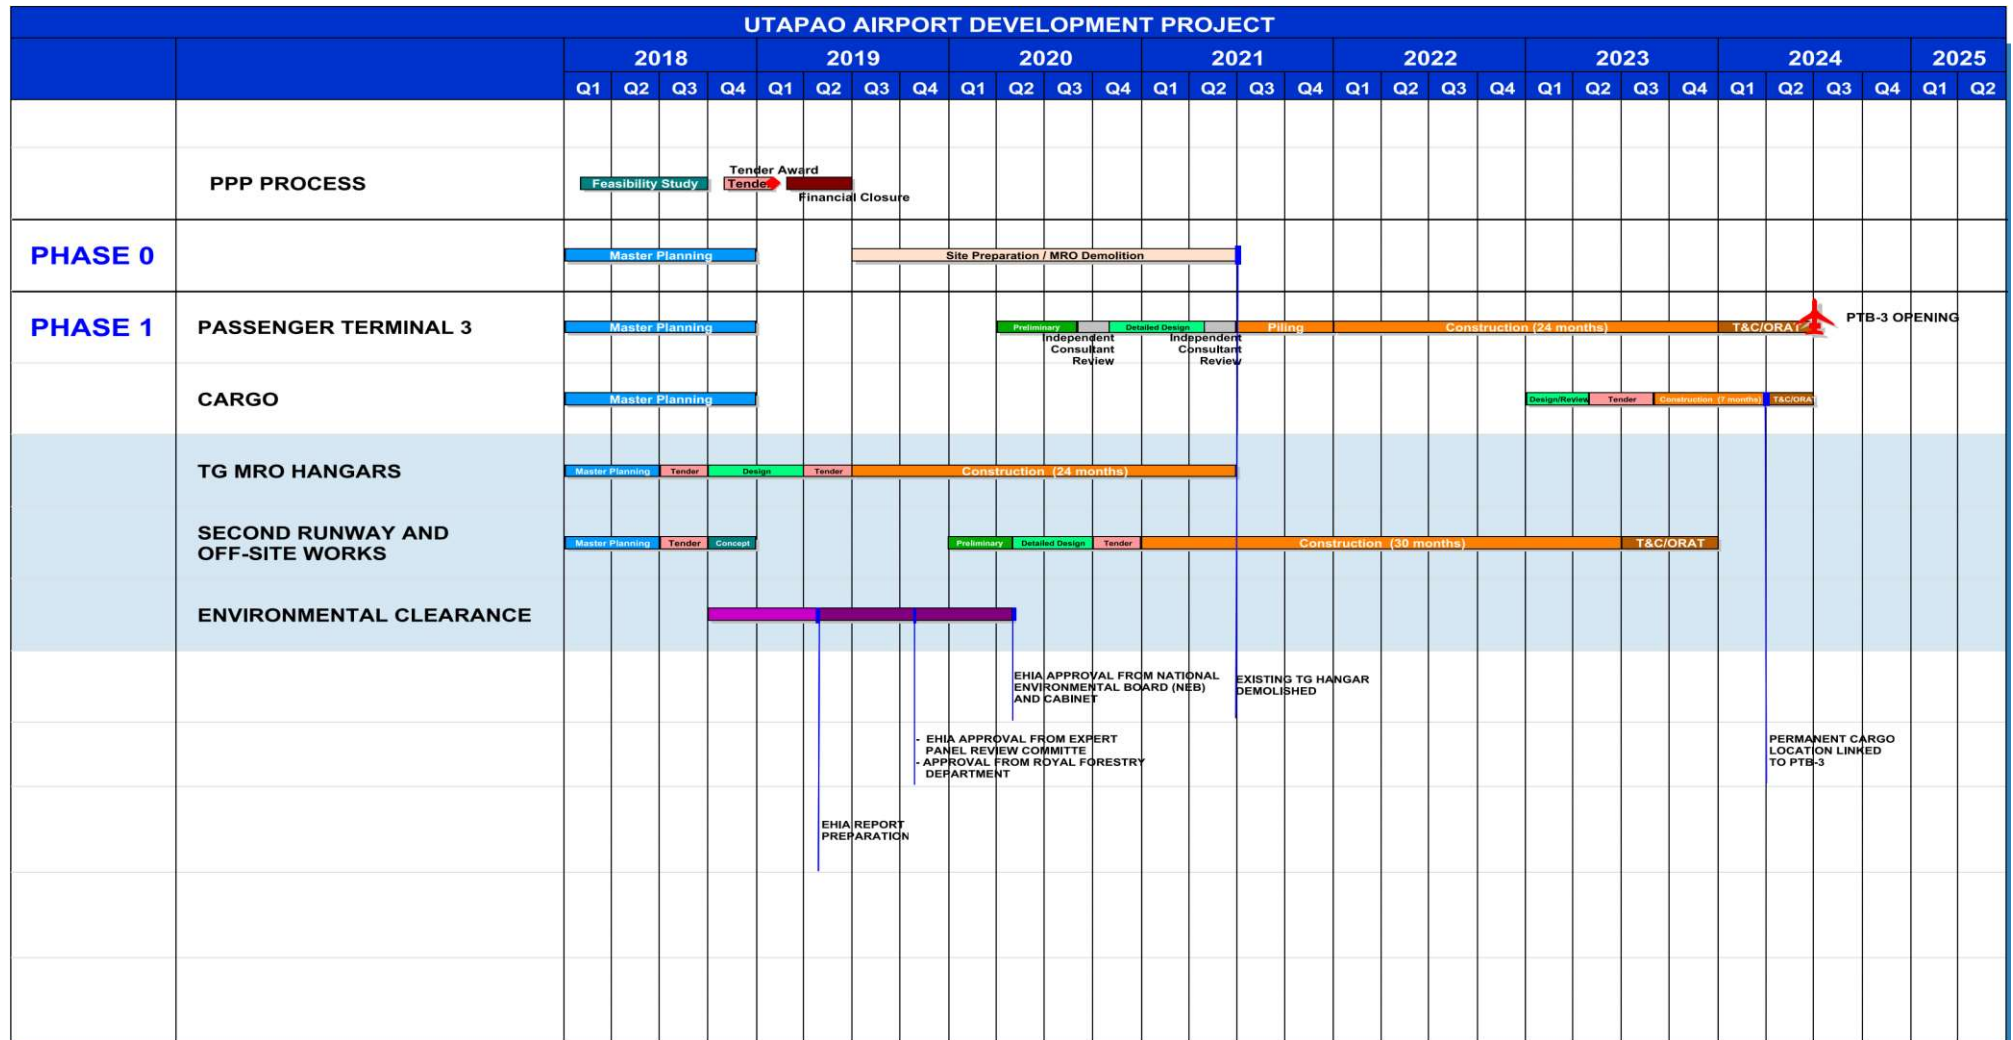 UTAPAO AIRPORT DEVELOPMENT PROJECT
2018 2019 2020 2021 2022 2023 2024 2025
Q1 Q2 Q3 Q4 Q1 Q2 Q3 Q4 Q1 Q2 Q3 Q4 Q1 Q2 Q3 Q4 Q1 Q2 Q3 Q4 Q1 Q2 Q3 Q4 Q1 Q2 Q3 Q4 Q1 Q2
Tender Award
PPP PROCESS Feasibility Study Tender
Financial Closure
PHASE 0 Master Planning Site Preparation / MRO Demolition
PTB-3 OPENING
PHASE 1 PASSENGER TERMINAL 3 Master Planning Preliminary Detailed Design Piling Construction (24 months) T&C/ORAT
Independent Independent
Consultant Consultant
Review Review
CARGO Master Planning Design/Review Tender Construction (7 months) T&C/ORAT
TG MRO HANGARS Master Planning Tender Design Tender Construction (24 months)
SECOND RUNWAY AND
OFF-SITE WORKS Master Planning Tender Concept Preliminary Detailed Design Tender Construction (30 months) T&C/ORAT
ENVIRONMENTAL CLEARANCE
EHIA APPROVAL FROM NATIONAL
ENVIRONMENTAL BOARD (NEB)
AND CABINET
EXISTING TG HANGAR
DEMOLISHED
- EHIA APPROVAL FROM EXPERT
PANEL REVIEW COMMITTE
- APPROVAL FROM ROYAL FORESTRY
DEPARTMENT
PERMANENT CARGO
LOCATION LINKED
TO PTB-3
EHIA REPORT
PREPARATION